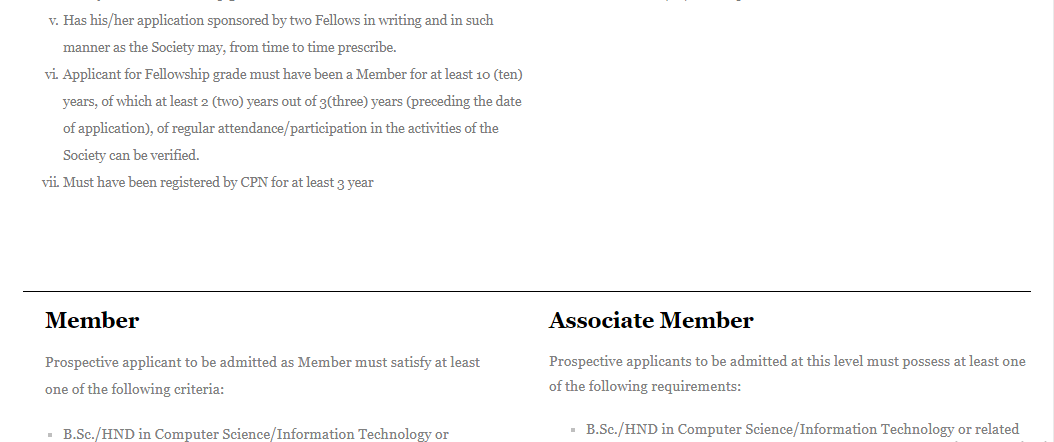 v. Has his/her application sponsored by two Fellows in writing and in such
manner as the Society may, from time to time prescribe.
vi. Applicant for Fellowship grade must have been a Member for at least 10 (ten)
years, of which at least 2 (two) years out of 3(three) years (preceding the date
of application), of regular attendance/participation in the activities of the
Society can be verified.
vii. Must have been registered by CPN for at least 3 year
Member
Prospective applicant to be admitted as Member must satisfy at least
one of the following criteria:
▪ B.Sc./HND in Computer Science/Information Technology or
Associate Member
Prospective applicants to be admitted at this level must possess at least one
of the following requirements:
▪ B.Sc./HND in Computer Science/Information Technology or related